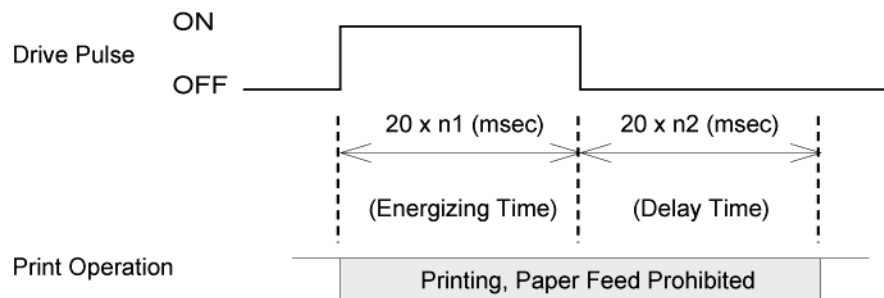 ON
Drive Pulse
OFF
20 x n1 (msec) 20 x n2 (msec)
(Energizing Time) (Delay Time)
Print Operation
Printing, Paper Feed Prohibited